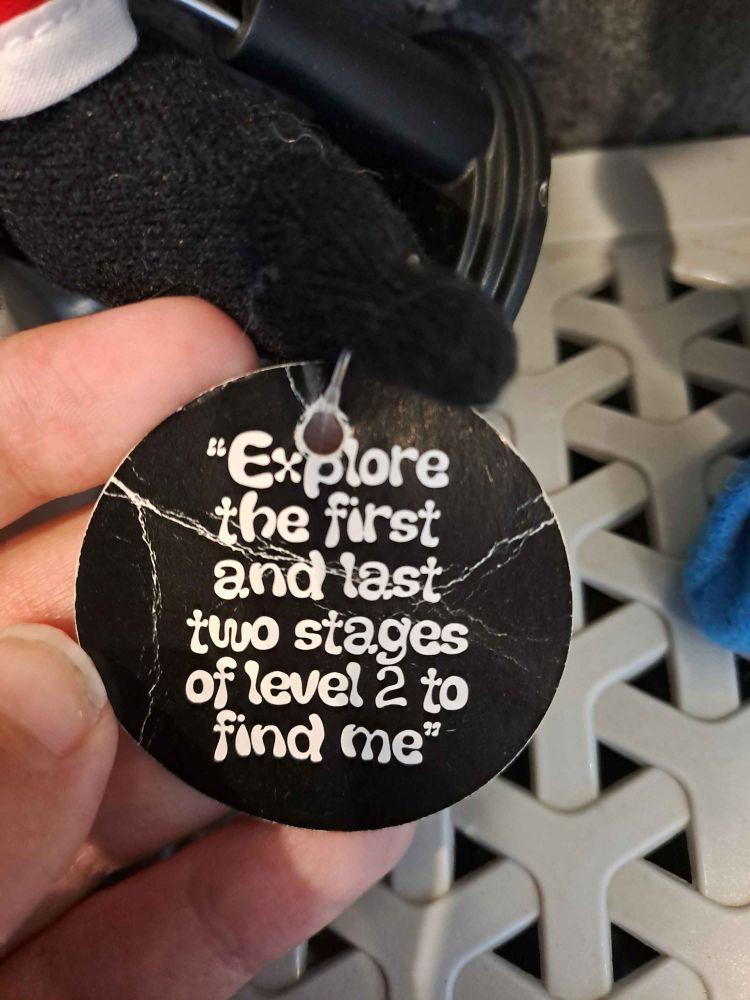 “Explore
the first
and last
two stages
of level 2 to
find me”